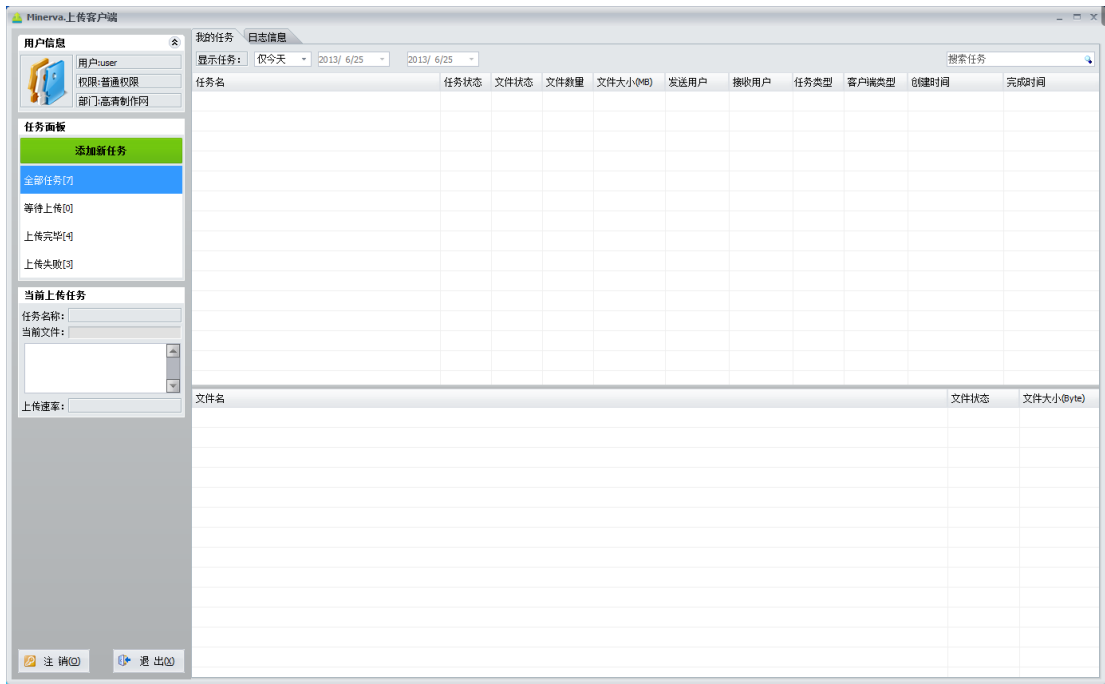 Minerva.上传客户端
用户信息
用户:user
权限:普通权限
部门:高清制作网
任务面板
添加新任务
全部任务[7]
等待上传[0]
上传完毕[4]
上传失败[3]
当前上传任务
任务名称:
当前文件:
上传速率:
注 销(O)
退 出(X)
我的任务 日志信息
显示任务: 仅今天 2013/ 6/25 2013/ 6/25 搜索任务
任务名 任务状态 文件状态 文件数量 文件大小(MB) 发送用户 接收用户 任务类型 客户端类型 创建时间 完成时间
文件名 文件状态 文件大小(Byte)